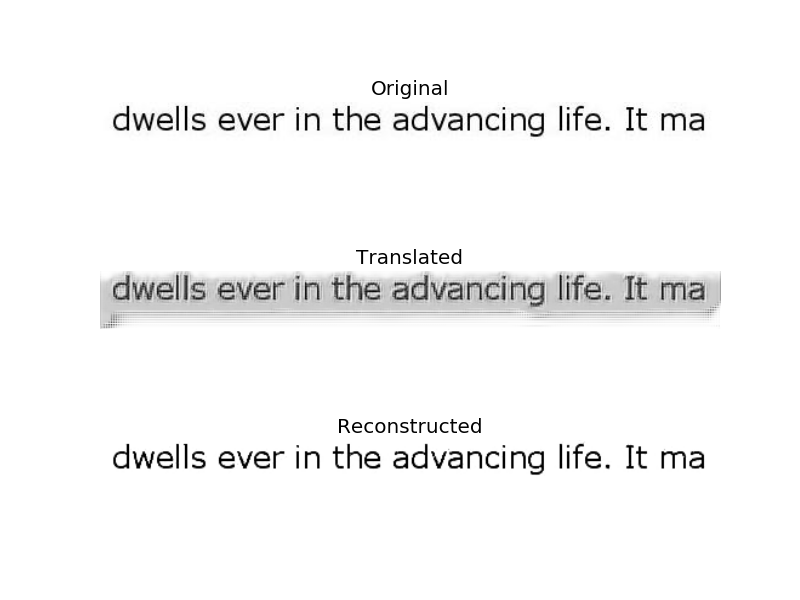 Original
dwells ever in the advancing life. It ma
Translated
dwells ever in the advancing life. It ma
Reconstructed
dwells ever in the advancing life. It ma